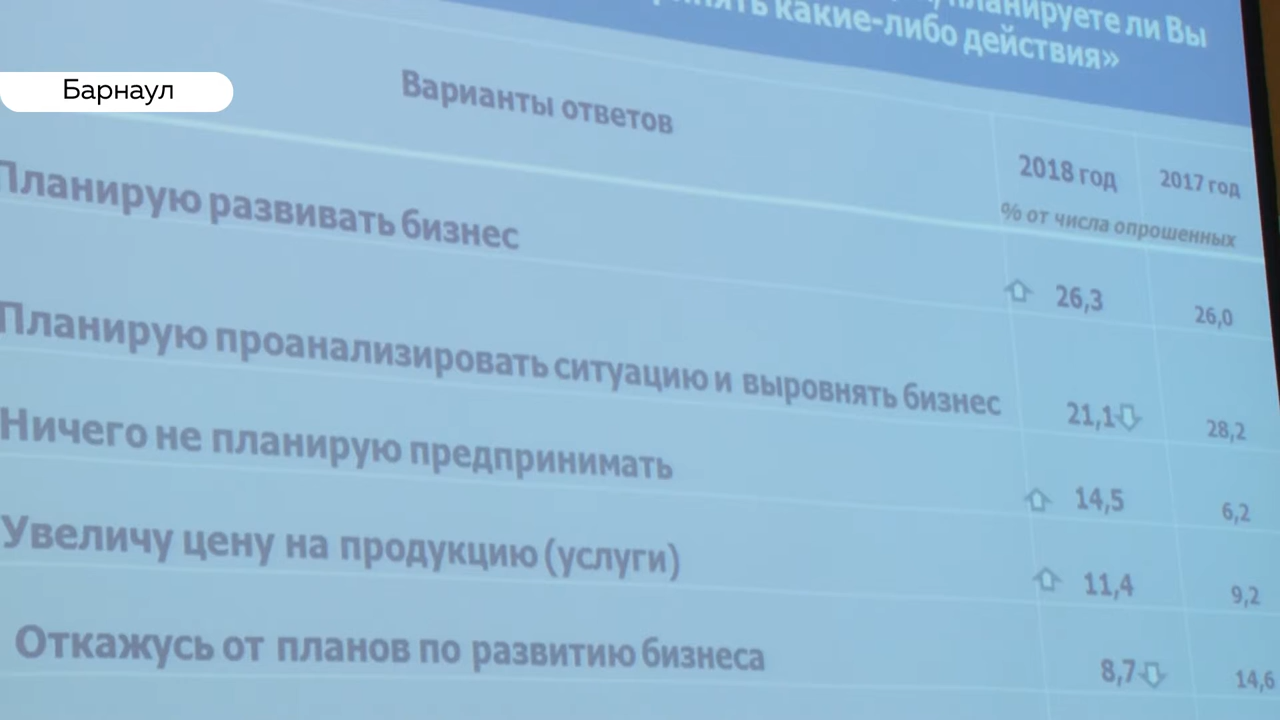 планируете ли Вы
какие-либо действия»
Барнаул
Варианты ответов
2018 год 2017 год
% от числа опрошенных
Планирую развивать бизнес
26,3 26,0
Планирую проанализировать ситуацию и выровнять бизнес
21,1 28,2
Ничего не планирую предпринимать
14,5 6,2
Увеличу цену на продукцию (услуги)
11,4 9,2
Откажусь от планов по развитию бизнеса
8,7 14,6